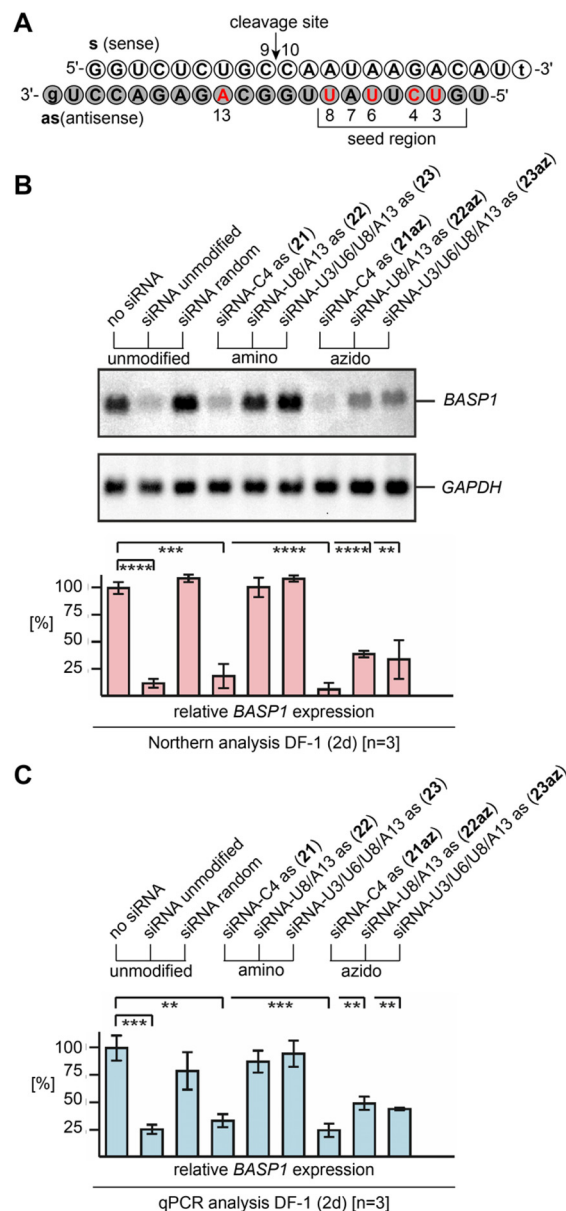 A
cleavage site
s (sense)
9 10
5'- G G U C U C U G C C A A U A A G A C A U t -3'
3'- g U C C A G A G A C G G U U A U U C U G U -5'
as(antisense)
13 8 7 6 4 3
seed region
B
no siRNA
siRNA unmodified
siRNA random
siRNA-C4 as (21)
siRNA-U8/A13 as (22)
siRNA-U3/U6/U8/A13 as (23)
siRNA-C4 as (21az)
siRNA-U8/A13 as (22az)
siRNA-U3/U6/U8/A13 as (23az)
unmodified amino azido
BASP1
GAPDH
*** **** **** **
****
100
75
[%]
50
25
relative BASP1 expression
Northern analysis DF-1 (2d) [n=3]
C
no siRNA
siRNA unmodified
siRNA random
siRNA-C4 as (21)
siRNA-U8/A13 as (22)
siRNA-U3/U6/U8/A13 as (23)
siRNA-C4 as (21az)
siRNA-U8/A13 as (22az)
siRNA-U3/U6/U8/A13 as (23az)
unmodified amino azido
** *** ** **
***
100
[%]
75
50
25
relative BASP1 expression
qPCR analysis DF-1 (2d) [n=3]